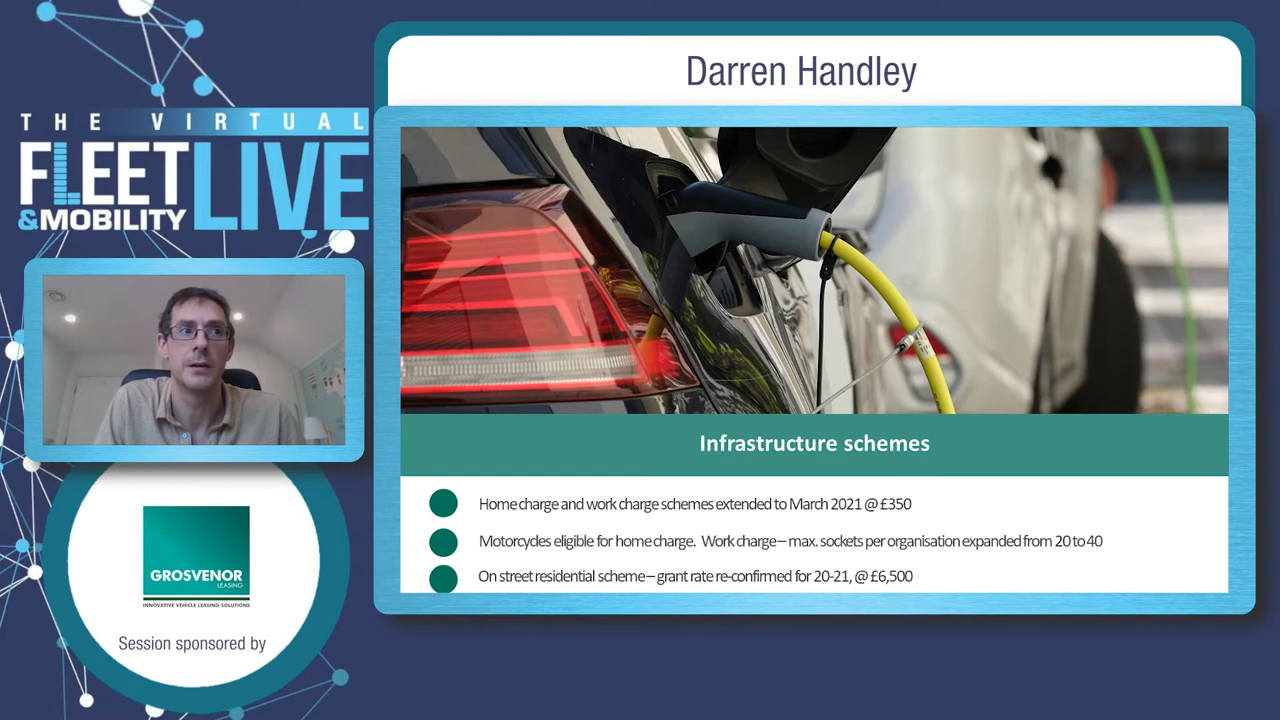 Darren Handley
THE VIRTUAL
FLEET
&MOBILITY
LIVE
Infrastructure schemes
Home charge and work charge schemes extended to March 2021 @ £350
Motorcycles eligible for home charge. Work charge – max. sockets per organisation expanded from 20 to 40
On street residential scheme – grant rate re-confirmed for 20-21, @ £6,500
GROSVENOR
LEASING
INNOVATIVE VEHICLE LEASING SOLUTIONS
Session sponsored by